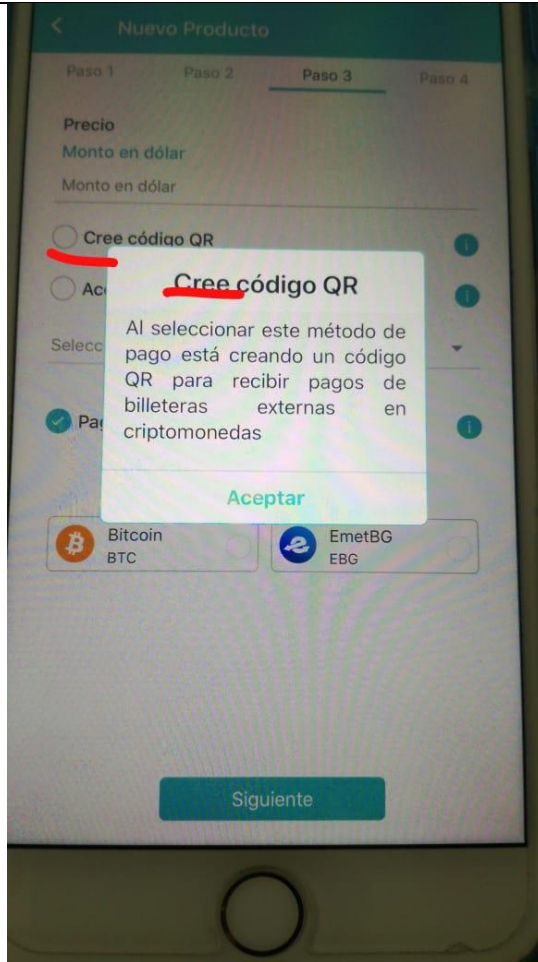 Nuevo Producto
Paso 1 Paso 2 Paso 3 Paso 4
Precio
Monto en dólar
Monto en dólar
Cree código QR
Cree código QR
Al seleccionar este método de
pago está creando un código
QR para recibir pagos de
billeteras externas en
criptomonedas
Aceptar
Bitcoin
BTC
EmetBG
EBG
Siguiente